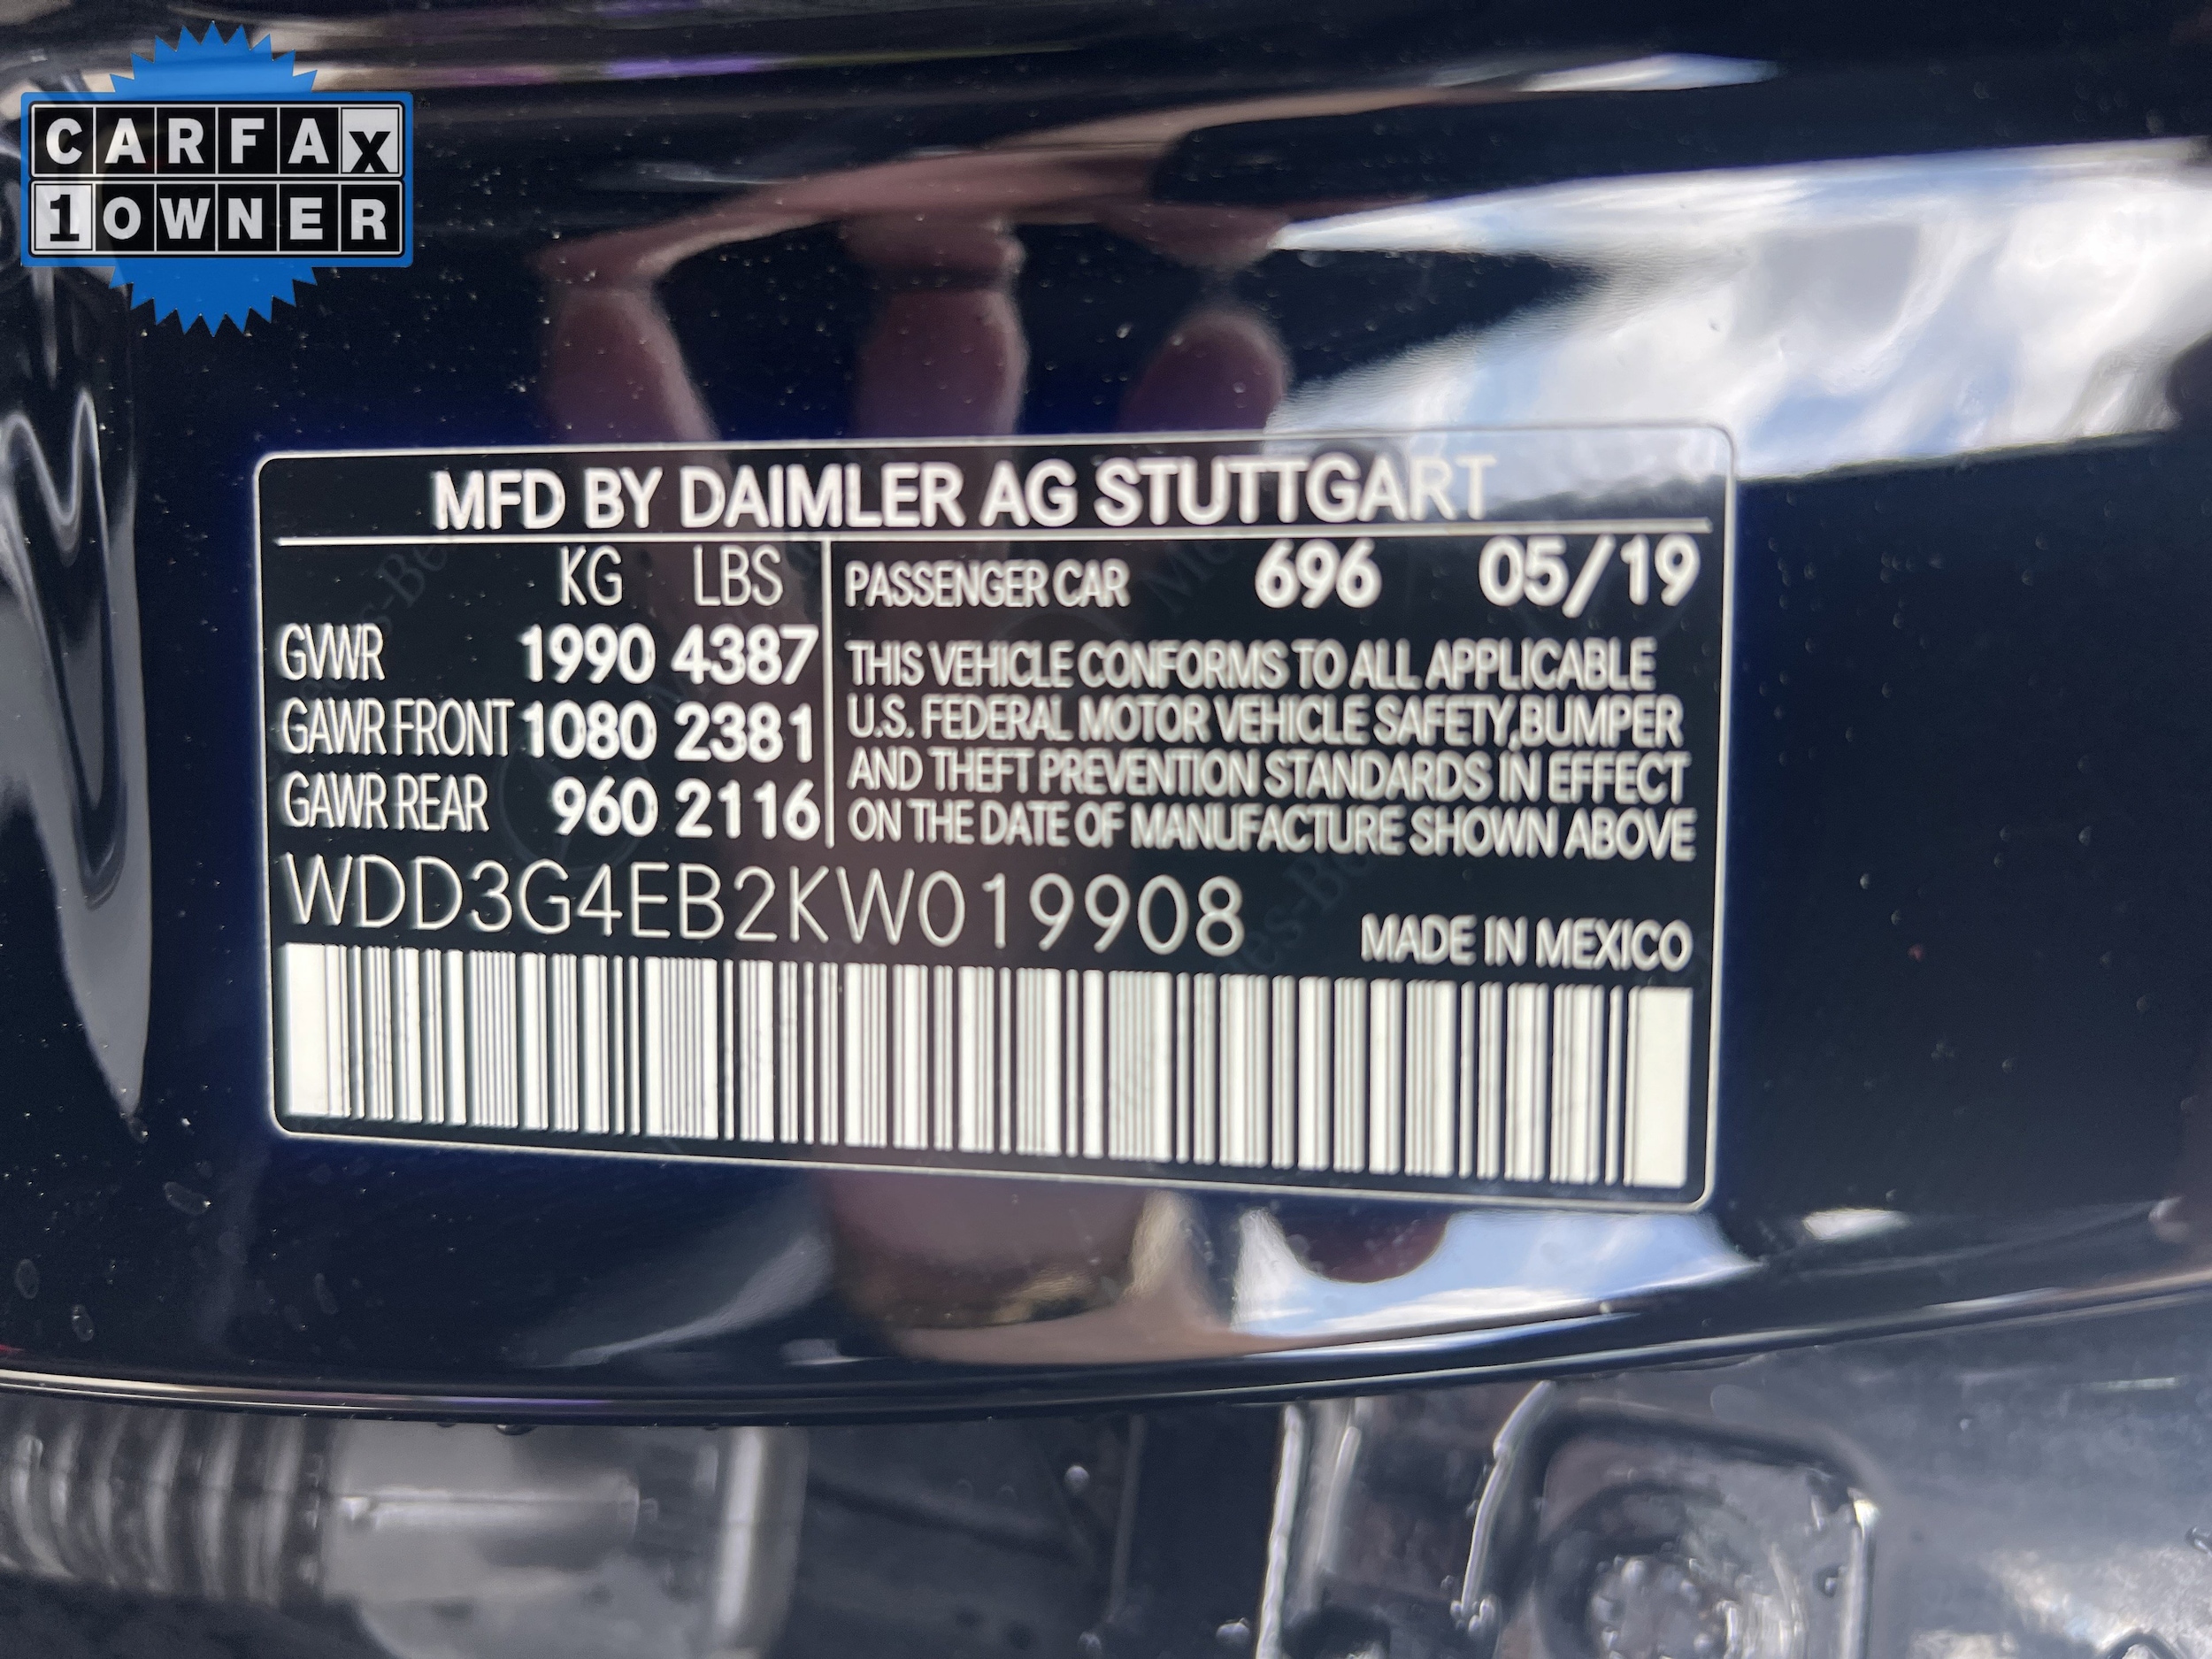 CARFAX
1OWNER
MFD BY DAIMLER AG STUTTGART
KG LBS
GVWR 1990 4387
GAWR FRONT 1080 2381
GAWR REAR 960 2116
PASSENGER CAR 696 05/19
THIS VEHICLE CONFORMS TO ALL APPLICABLE
U.S. FEDERAL MOTOR VEHICLE SAFETY,BUMPER
AND THEFT PREVENTION STANDARDS IN EFFECT
ON THE DATE OF MANUFACTURE SHOWN ABOVE
WDD3G4EB2KW019908
MADE IN MEXICO